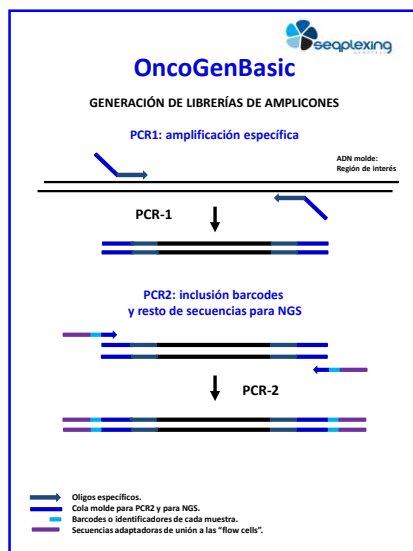 seqplexing
OncoGenBasic
GENERACIÓN DE LIBRERÍAS DE AMPLICONES
PCR1: amplificación específica
ADN molde:
Región de interés
PCR-1
PCR2: inclusión barcodes
y resto de secuencias para NGS
PCR-2
Oligos específicos.
Cola molde para PCR2 y para NGS.
Barcodes o identificadores de cada muestra.
Secuencias adaptadoras de unión a las “flow cells”.